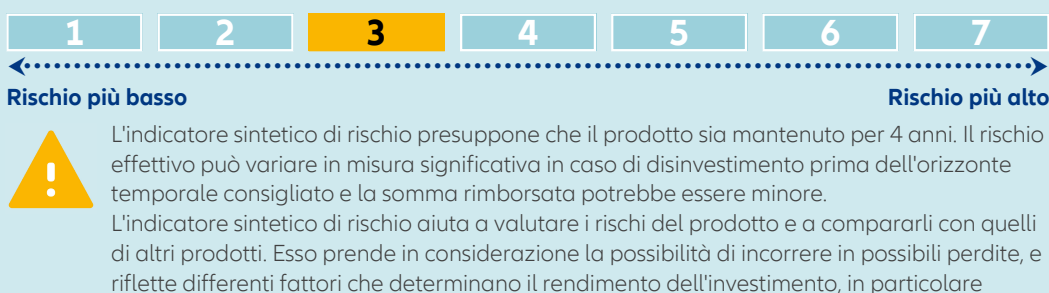 1 2 3 4 5 6 7
Rischio più basso Rischio più alto
L'indicatore sintetico di rischio presuppone che il prodotto sia mantenuto per 4 anni. Il rischio
effettivo può variare in misura significativa in caso di disinvestimento prima dell'orizzonte
temporale consigliato e la somma rimborsata potrebbe essere minore.
L'indicatore sintetico di rischio aiuta a valutare i rischi del prodotto e a compararli con quelli
di altri prodotti. Esso prende in considerazione la possibilità di incorrere in possibili perdite, e
riflette differenti fattori che determinano il rendimento dell'investimento, in particolare